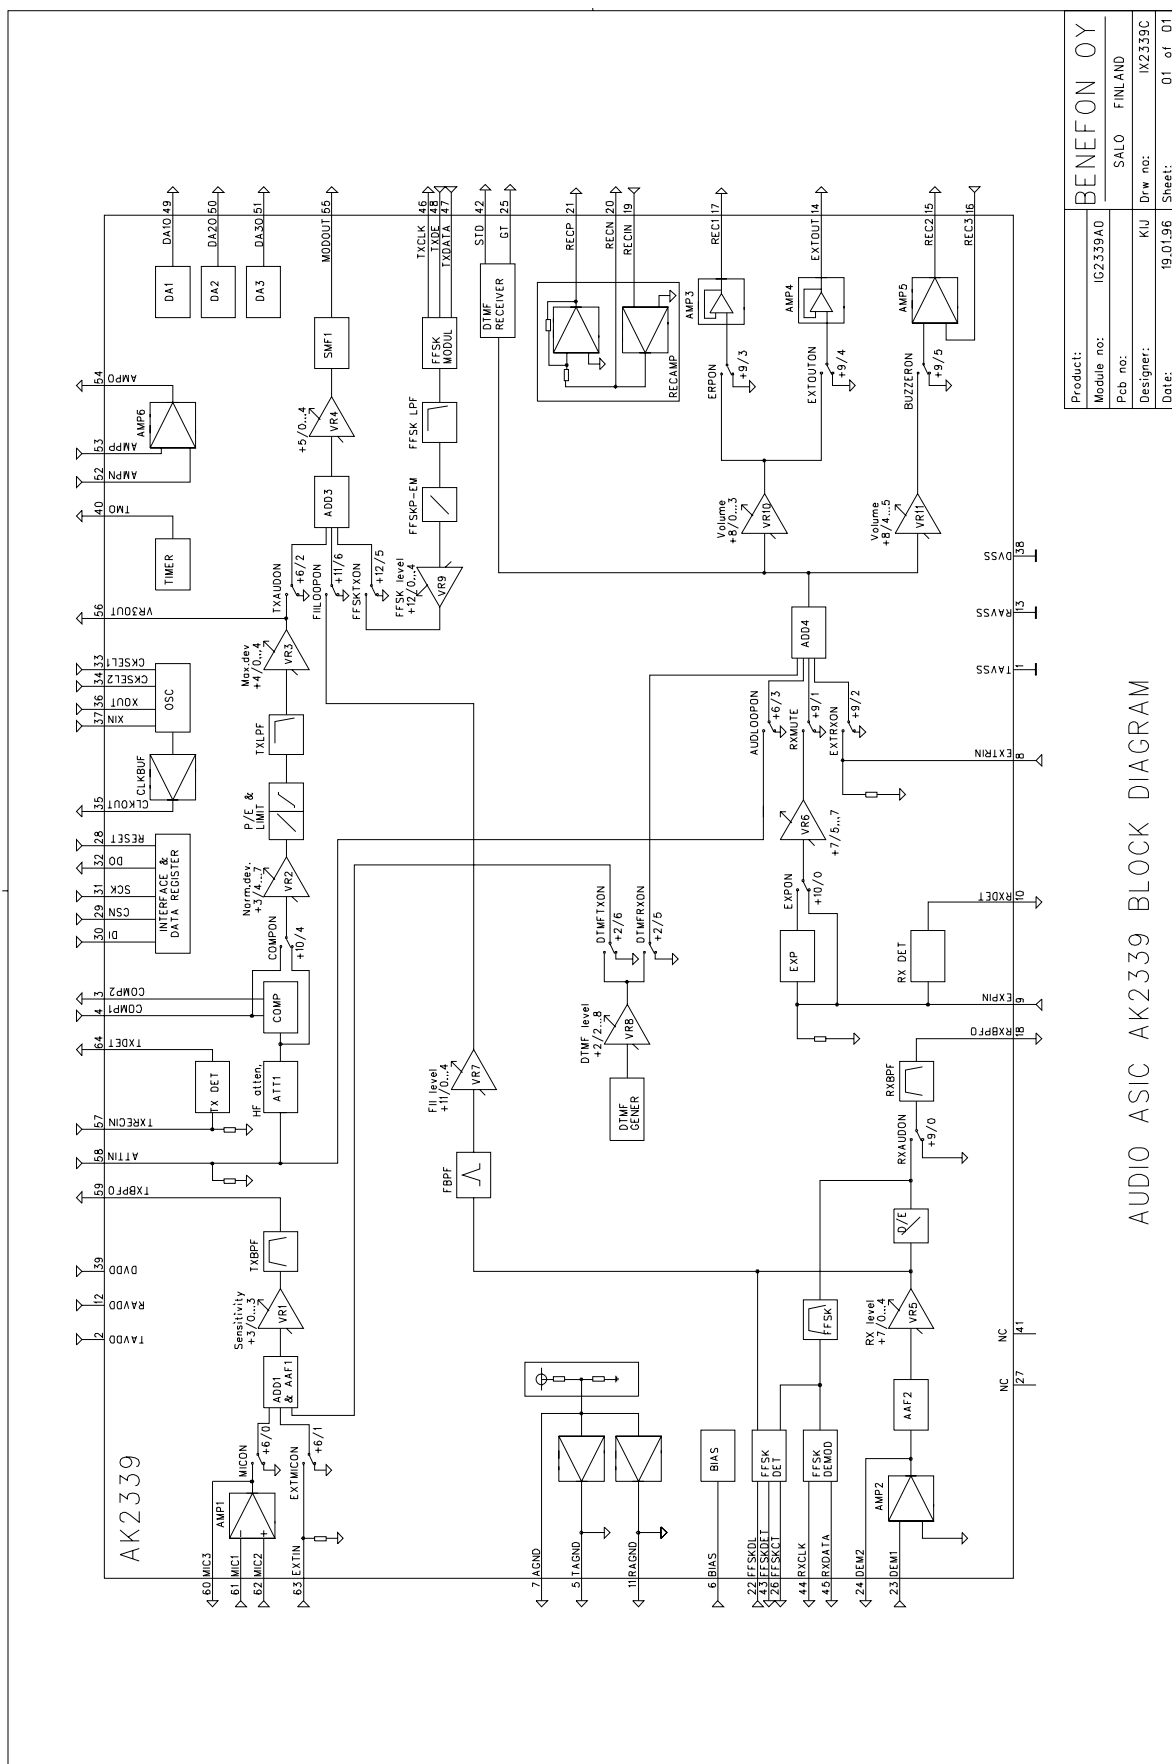 AK2339
60 MIC3
61 MIC1
62 MIC2
63 EXTIN
AMP1
MICON
+6/0
EXTMICON
+6/1
ADD1
& AAF1
Sensitivity
+3/0...3
VR1
TXBPF
TAVDD 2
RAVDD 12
DVDD 39
TXBPFO 59
ATTIN 58
TXRECIN 57
TXDET 64
COMP1 4
COMP2 3
TX DET
HF atten.
ATT1
COMP
COMPON
+10/4
DI 30
CSN 29
SCK 31
DO 32
RESET 28
INTERFACE &
DATA REGISTER
CLKOUT 35
CLKBUF
XIN 37
XOUT 36
CKSEL2 34
CKSEL1 33
OSC
Norm.dev.
+3/4...7
VR2
P/E &
LIMIT
TXLPF
Max.dev
+4/0...4
VR3
VR3OUT 56
TMO 40
TIMER
AMPN 52
AMPP 53
AMPO 54
AMP6
TXAUDON
+6/2
FIILOOPON
+11/6
FFSKTXON
+12/5
ADD3
+5/0...4
VR4
SMF1
MODOUT 55
DA1
DA1O 49
DA2
DA2O 50
DA3
DA3O 51
FFSK level
+12/0...4
VR9
FFSKP-EM
FFSK LPF
FFSK
MODUL
TXCLK 46
TXDE 48
TXDATA 47
DTMF
RECEIVER
STD 42
GT 25
RECP 21
RECN 20
RECIN 19
RECAMP
FBPF
FII level
+11/0...4
VR7
DTMF
GENER
DTMF level
+2/2...8
VR8
DTMFTXON
+2/6
DTMFRXON
+2/5
7 AGND
5 TAGND
11 RAGND
6 BIAS
BIAS
22 FFSKDL
43 FFSKDET
26 FFSKCT
FFSK
DET
44 RXCLK
45 RXDATA
FFSK
DEMOD
FFSK
24 DEM2
23 DEM1
AMP2
AAF2
RX level
+7/0...4
VR5
D/E
RXAUDON
+9/0
RXBPF
NC 27
NC 41
RXBPFO 18
EXPIN 9
RXDET 10
RX DET
EXP
EXPON
+10/0
VR6
+7/5...7
EXTRIN 8
AUDLOOPON
+6/3
RXMUTE
+9/1
EXTRXON
+9/2
ADD4
TAVSS 1
RAVSS 13
DVSS 38
Volume
+8/0...3
VR10
Volume
+8/4...5
VR11
ERPON
+9/3
AMP3
REC1 17
EXTOUTON
+9/4
AMP4
EXTOUT 14
BUZZERON
+9/5
AMP5
REC2 15
REC3 16
AUDIO ASIC AK2339 BLOCK DIAGRAM
Product:
BENEFON OY
Module no: IG2339A0
SALO FINLAND
Pcb no:
Designer: KIJ
Drw no: IX2339C
Date: 19.01.96
Sheet: 01 of 01